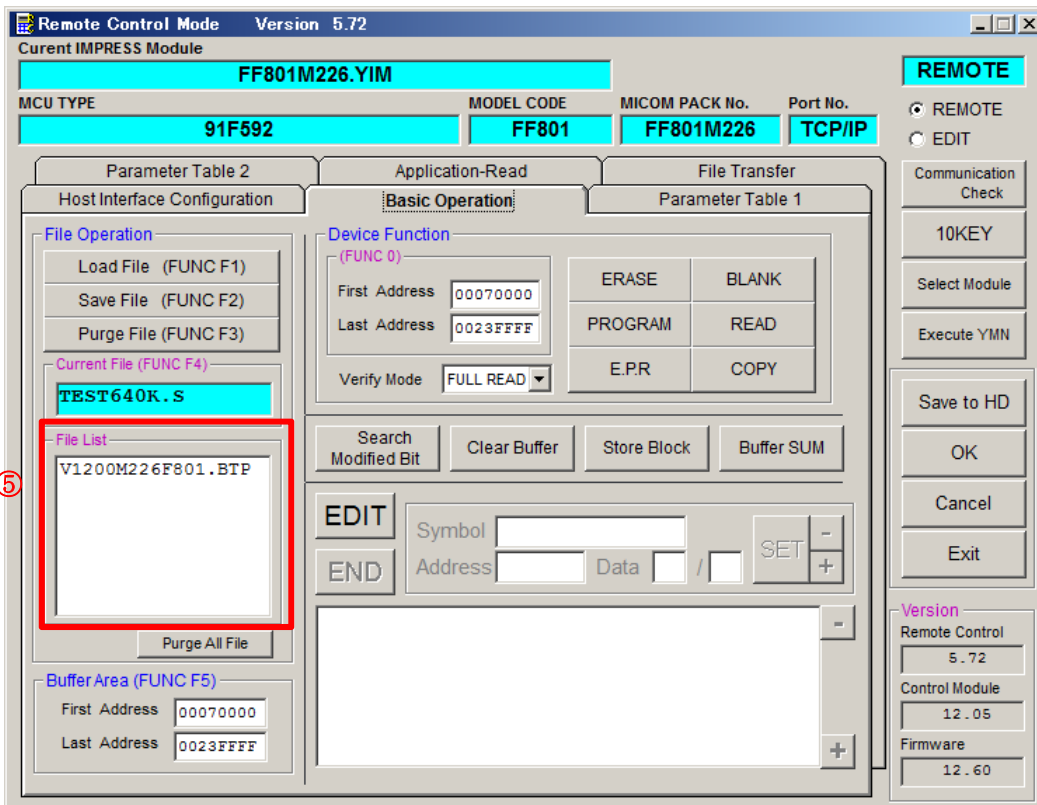 Remote Control Mode Version 5.72
Curent IMPRESS Module
FF801M226.YIM
REMOTE
MCU TYPE MODEL CODE MICOM PACK No. Port No.
91F592 FF801 FF801M226 TCP/IP
REMOTE
EDIT
Parameter Table 2 Application-Read File Transfer
Host Interface Configuration Basic Operation Parameter Table 1
Communication
Check
10KEY
Select Module
Execute YMN
File Operation
Load File (FUNC F1)
Save File (FUNC F2)
Purge File (FUNC F3)
Current File (FUNC F4)
TEST640K.S
File List
V1200M226F801.BTP
⑤
Purge All File
Buffer Area (FUNC F5)
First Address 00070000
Last Address 0023FFFF
Device Function
(FUNC 0)
First Address 00070000
Last Address 0023FFFF
Verify Mode FULL READ
ERASE BLANK
PROGRAM READ
E.P.R COPY
Search
Modified Bit
Clear Buffer
Store Block
Buffer SUM
EDIT
END
Symbol
Address Data /
SET
-
+
-
+
Save to HD
OK
Cancel
Exit
Version
Remote Control
5.72
Control Module
12.05
Firmware
12.60